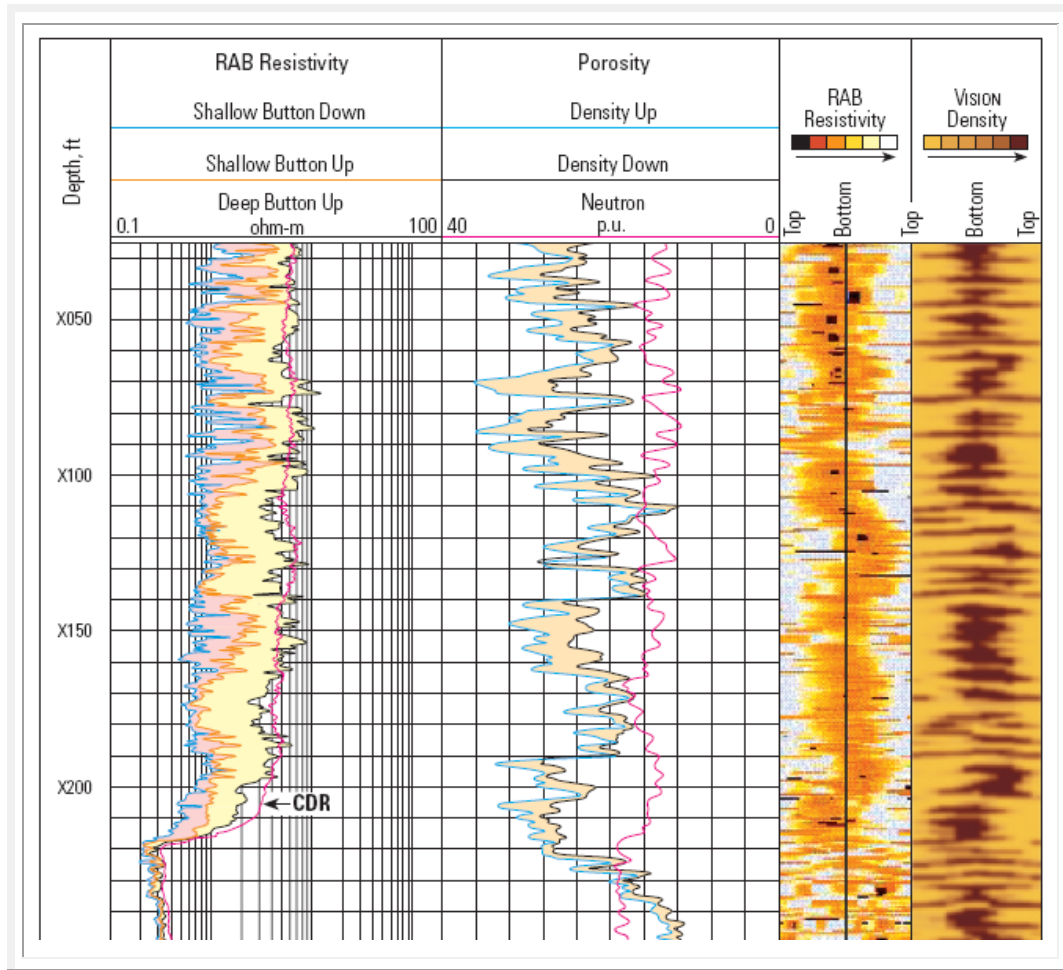 RAB Resistivity
Shallow Button Down
Shallow Button Up
Deep Button Up
0.1 ohm-m 100
Depth, ft
Porosity
Density Up
Density Down
Neutron
40 p.u. 0
RAB
Resistivity
Top Bottom Top
VISION
Density
Top Bottom Top
X050
X100
X150
X200
CDR